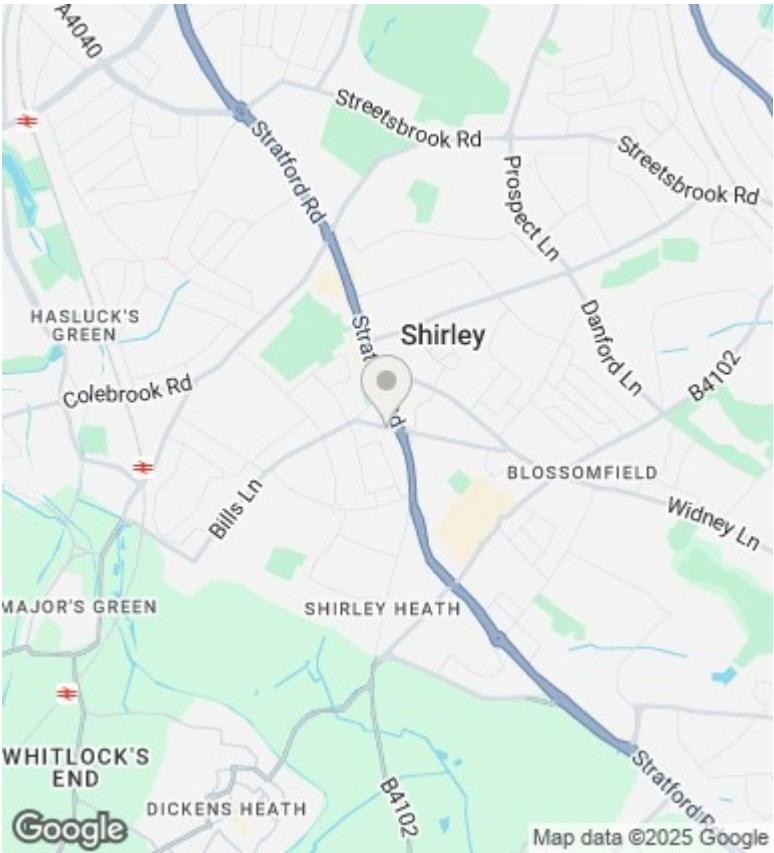 A4040
Streetsbrook Rd
Stratford Rd
Streetsbrook Rd
Prospect Ln
HASLUCK'S
GREEN
Shirley
Danford Ln
B4102
Colebrook Rd
BLOSSOMFIELD
Bills Ln
Widney Ln
MAJOR'S GREEN
SHIRLEY HEATH
WHITLOCK'S
END
DICKENS HEATH
B4102
Stratford R
Google
Map data ©2025 Google